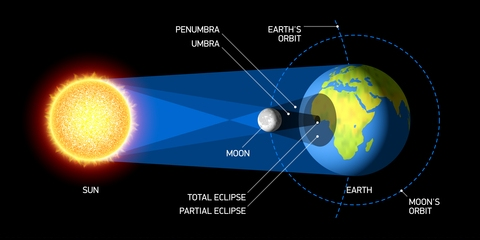 PENUMBRA
UMBRA
EARTH'S
ORBIT
MOON
SUN
TOTAL ECLIPSE
PARTIAL ECLIPSE
EARTH
MOON'S
ORBIT